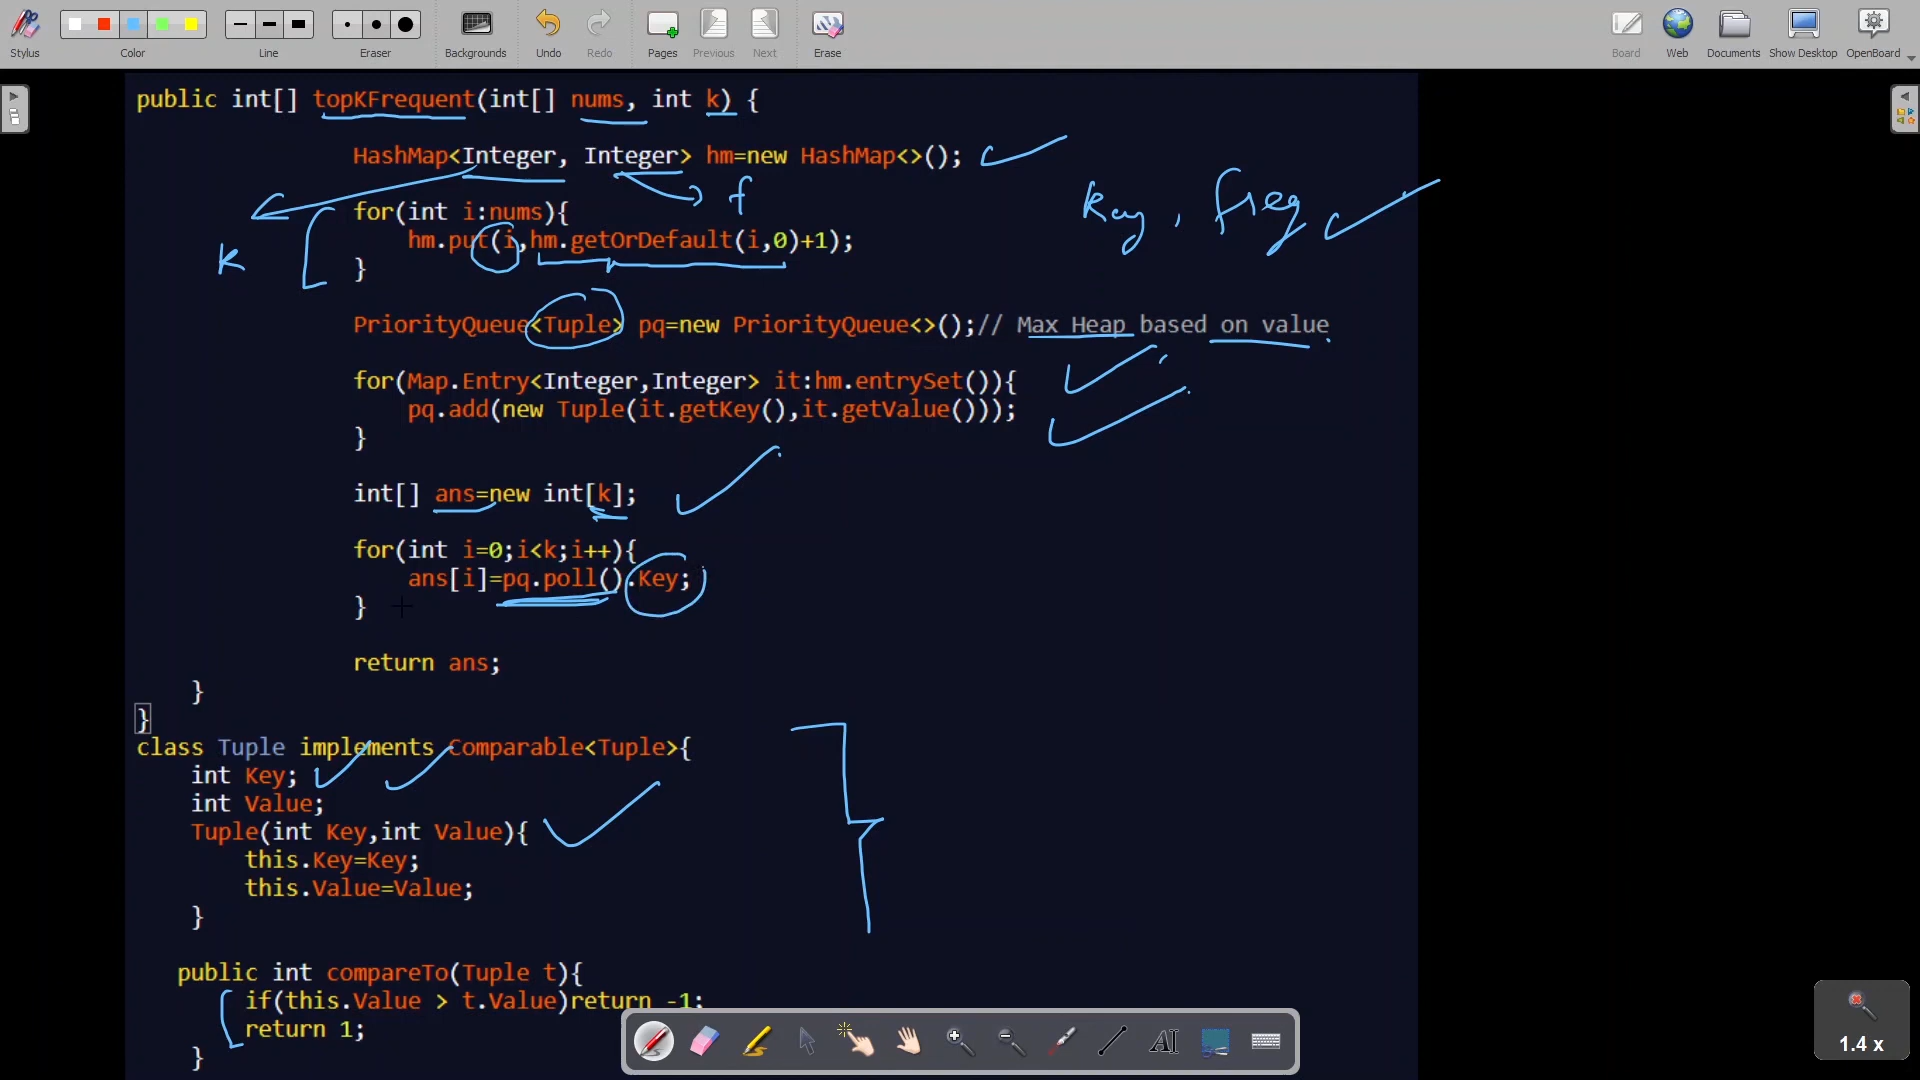 Stylus Color Line Eraser Backgrounds Undo Redo Pages Previous Next Erase Board Web Documents Show Desktop OpenBoard
public int[] topKFrequent(int[] nums, int k) {
HashMap<Integer, Integer> hm=new HashMap<>();
f
key, freq
for(int i:nums){
hm.put(i,hm.getOrDefault(i,0)+1);
k
}
PriorityQueue<Tuple> pq=new PriorityQueue<>();// Max Heap based on value
for(Map.Entry<Integer,Integer> it:hm.entrySet()){
pq.add(new Tuple(it.getKey(),it.getValue()));
}
int[] ans=new int[k];
for(int i=0;i<k;i++){
ans[i]=pq.poll().Key;
}
return ans;
}
}
class Tuple implements Comparable<Tuple>{
int Key;
int Value;
Tuple(int Key,int Value){
this.Key=Key;
this.Value=Value;
}
public int compareTo(Tuple t){
if(this.Value > t.Value)return -1;
return 1;
}
1.4 x